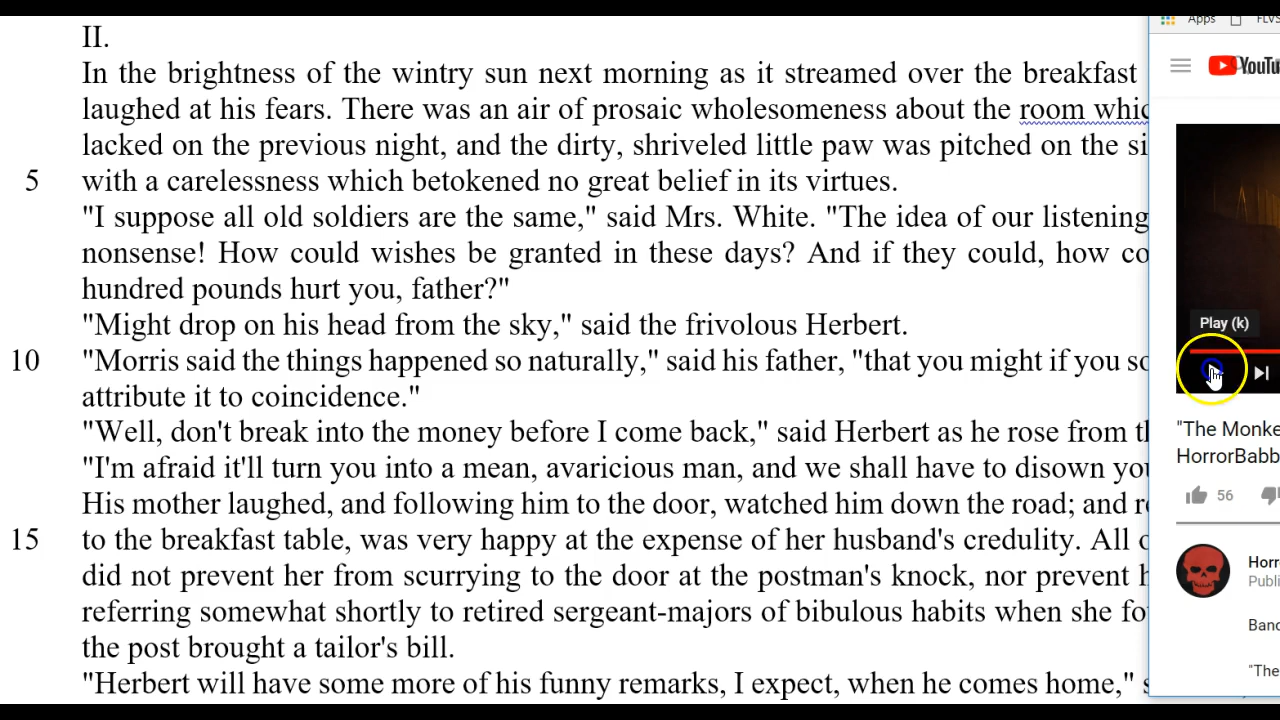 II.
In the brightness of the wintry sun next morning as it streamed over the breakfast
laughed at his fears. There was an air of prosaic wholesomeness about the room
lacked on the previous night, and the dirty, shriveled little paw was pitched on the
5 with a carelessness which betokened no great belief in its virtues.
"I suppose all old soldiers are the same," said Mrs. White. "The idea of our listening
nonsense! How could wishes be granted in these days? And if they could, how
hundred pounds hurt you, father?"
"Might drop on his head from the sky," said the frivolous Herbert.
10 "Morris said the things happened so naturally," said his father, "that you might if you
attribute it to coincidence."
"Well, don't break into the money before I come back," said Herbert as he rose from
"I'm afraid it'll turn you into a mean, avaricious man, and we shall have to disown
His mother laughed, and following him to the door, watched him down the road; and
15 to the breakfast table, was very happy at the expense of her husband's credulity. All
did not prevent her from scurrying to the door at the postman's knock, nor prevent
referring somewhat shortly to retired sergeant-majors of bibulous habits when she
the post brought a tailor's bill.
"Herbert will have some more of his funny remarks, I expect, when he comes home,"
Apps
FLVS
YouTu
Play (k)
"The Monke
HorrorBabb
56
Horr
Publi
Band
"The